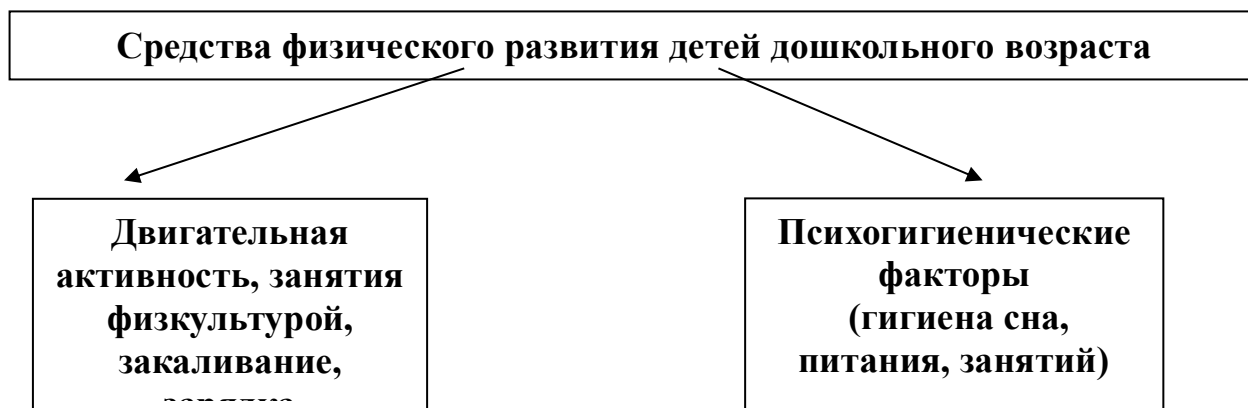 Средства физического развития детей дошкольного возраста
Двигательная
активность, занятия
физкультурой,
закаливание,
Психогигиенические
факторы
(гигиена сна,
питания, занятий)